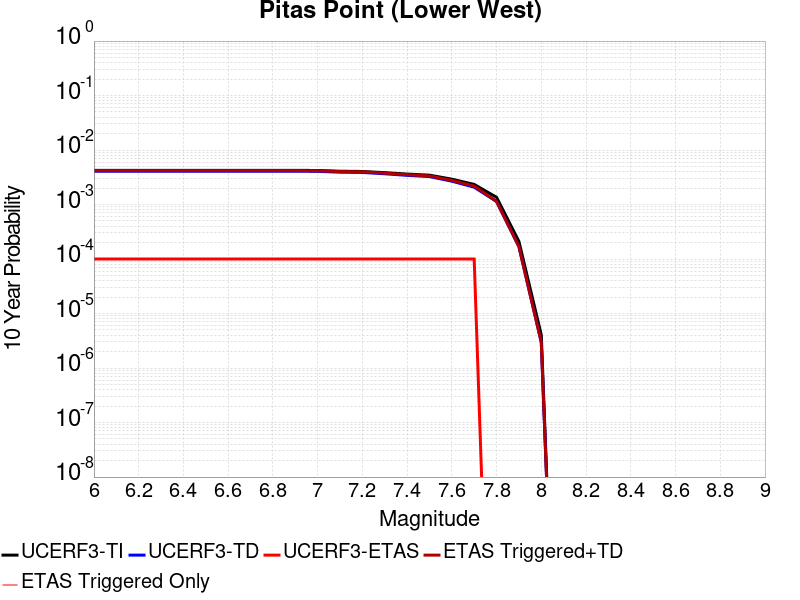 Pitas Point (Lower West)
10 0
10 -1
10 -2
10 -3
10 -4
10 -5
10 -6
10 -7
10 -8
10 Year Probability
6 6.2 6.4 6.6 6.8 7 7.2 7.4 7.6 7.8 8 8.2 8.4 8.6 8.8 9
Magnitude
UCERF3-TI UCERF3-TD UCERF3-ETAS ETAS Triggered+TD
ETAS Triggered Only